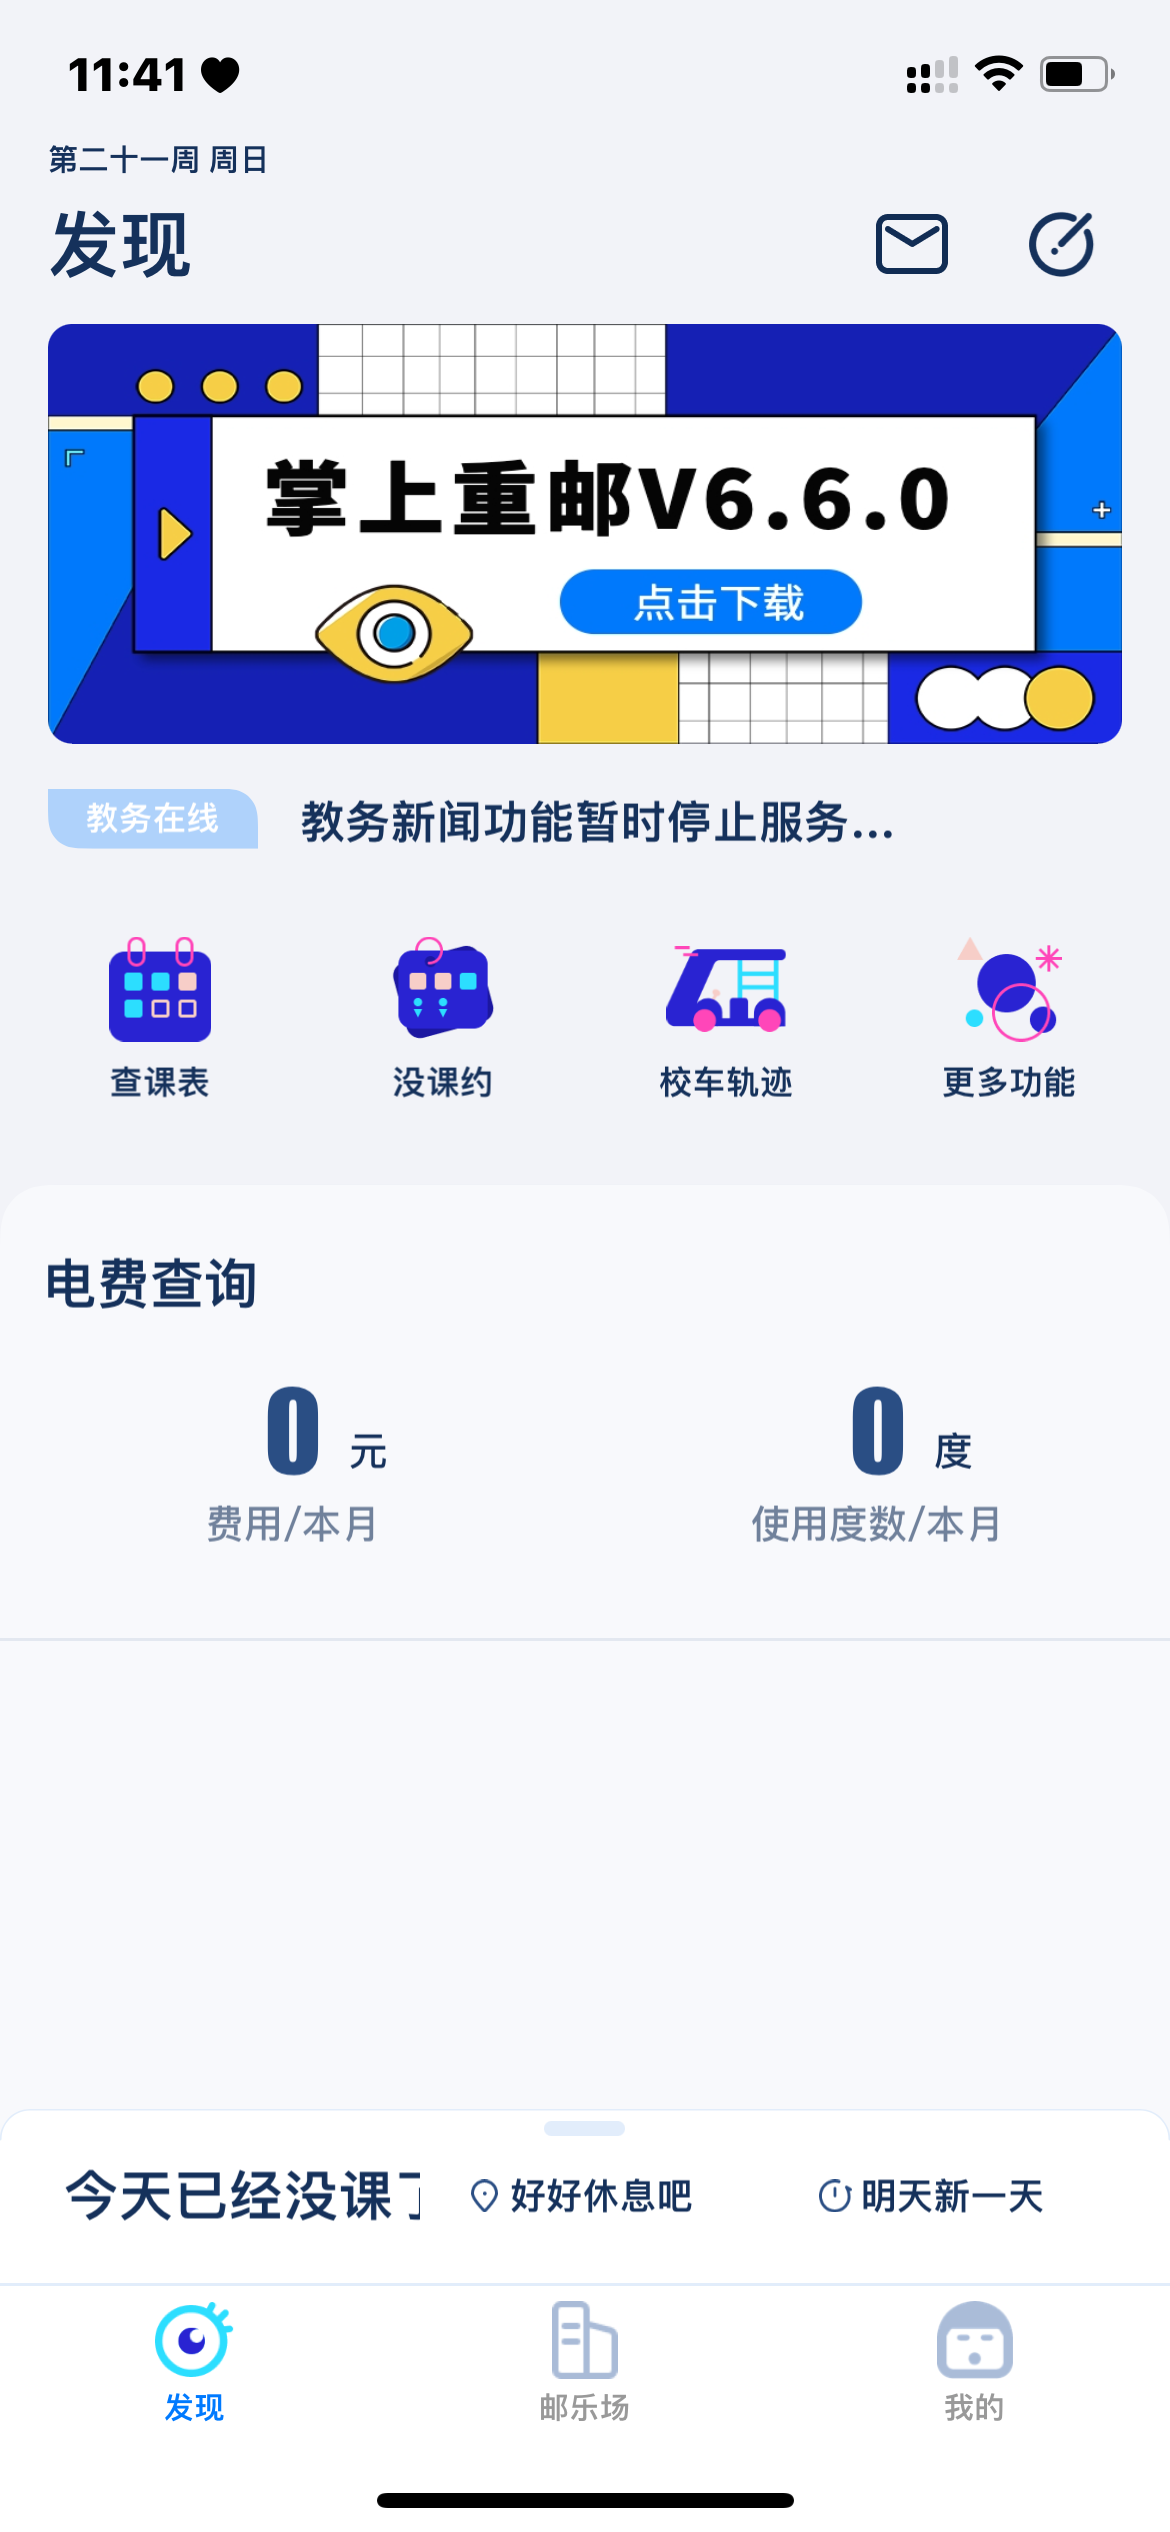 11:41
第二十一周 周日
发现
掌上重邮V6.6.0
点击下载
教务在线
教务新闻功能暂时停止服务...
查课表
没课约
校车轨迹
更多功能
电费查询
0 元
0 度
费用/本月
使用度数/本月
今天已经没课了
好好休息吧
明天新一天
发现
邮乐场
我的